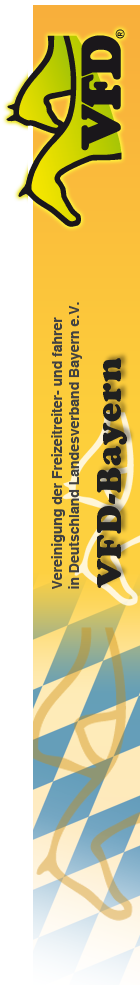 VFD®
Vereinigung der Freizeitreiter- und fahrer
in Deutschland Landesverband Bayern e.V.
VFD-Bayern